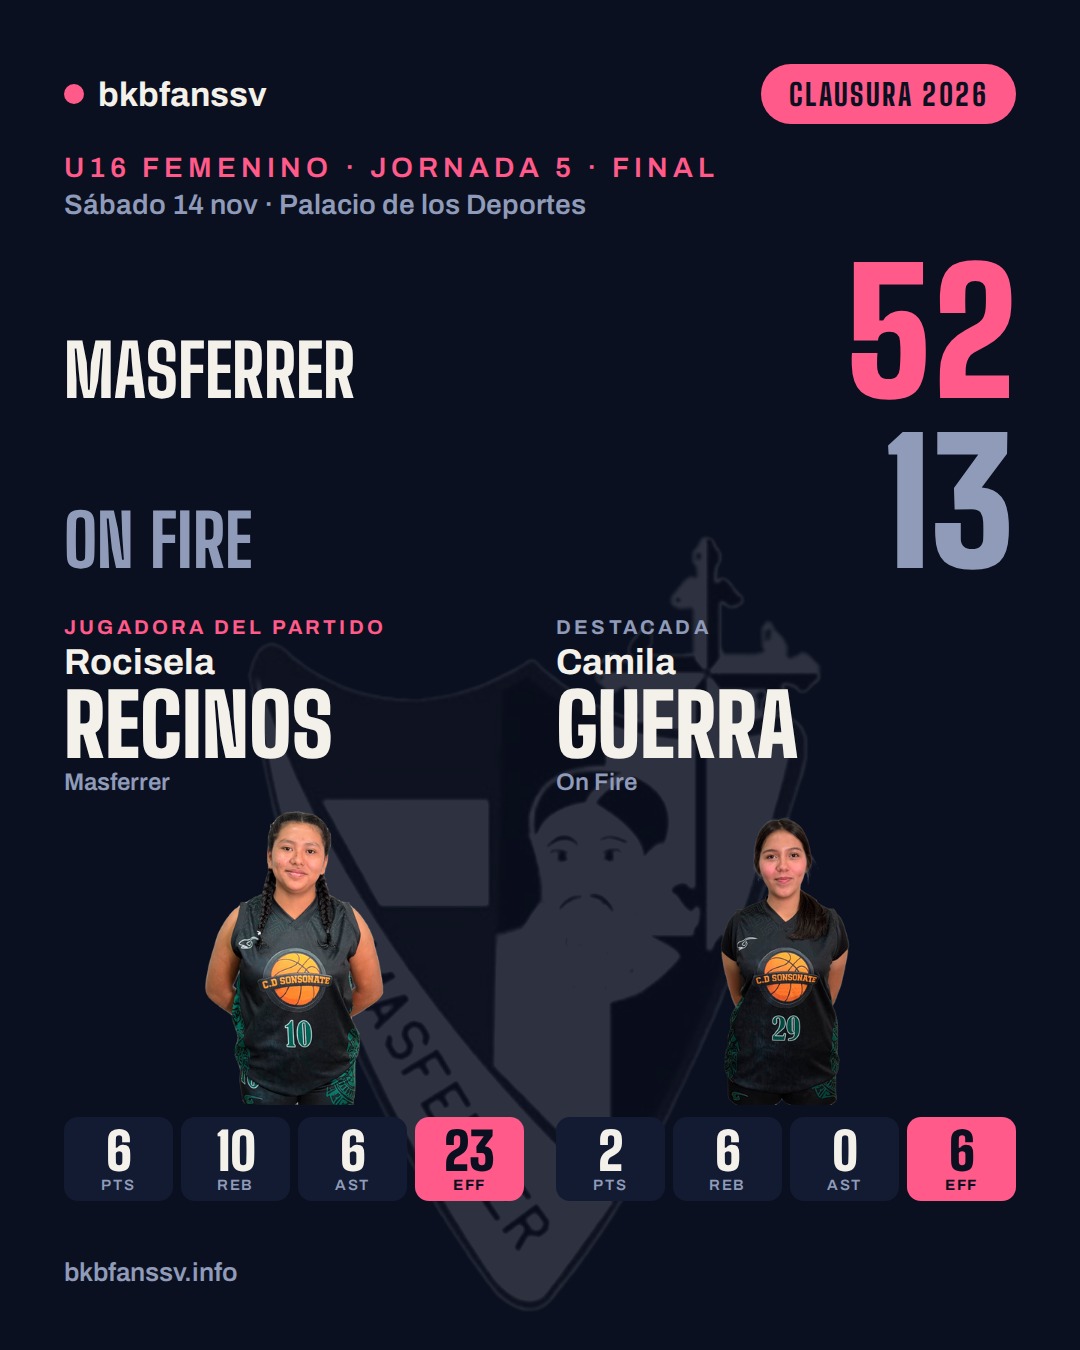 bkbfanssv
CLAUSURA 2026
U16 FEMENINO · JORNADA 5 · FINAL
Sábado 14 nov · Palacio de los Deportes
MASFERRER 52
ON FIRE 13
JUGADORA DEL PARTIDO
Rocisela
RECINOS
Masferrer
DESTACADA
Camila
GUERRA
On Fire
C.D SONSONATE
10
C.D SONSONATE
29
MASFERRER
6 PTS
10 REB
6 AST
23 EFF
2 PTS
6 REB
0 AST
6 EFF
bkbfanssv.info